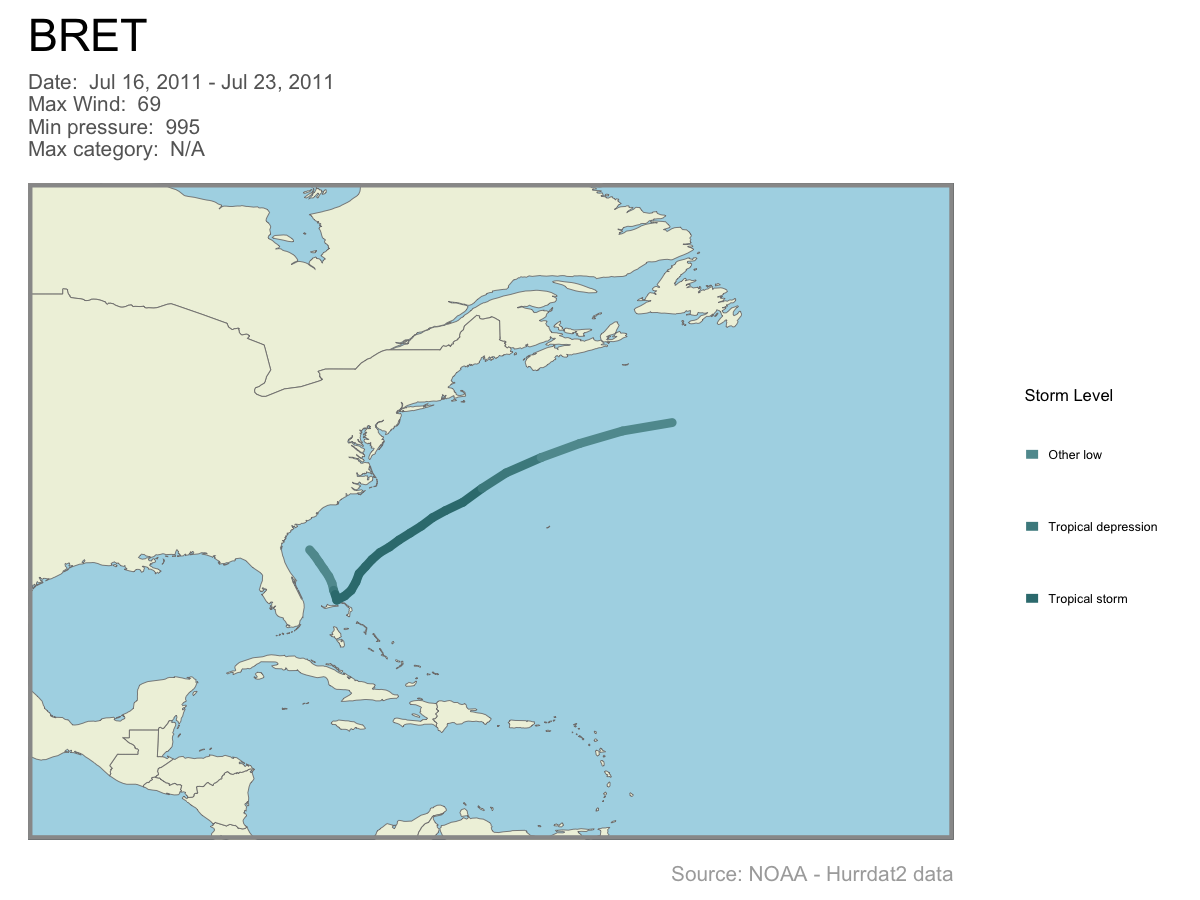 BRET
Date:  Jul 16, 2011 - Jul 23, 2011
Max Wind:  69
Min pressure:  995
Max category:  N/A
Storm Level
Other low
Tropical depression
Tropical storm
Source: NOAA - Hurrdat2 data